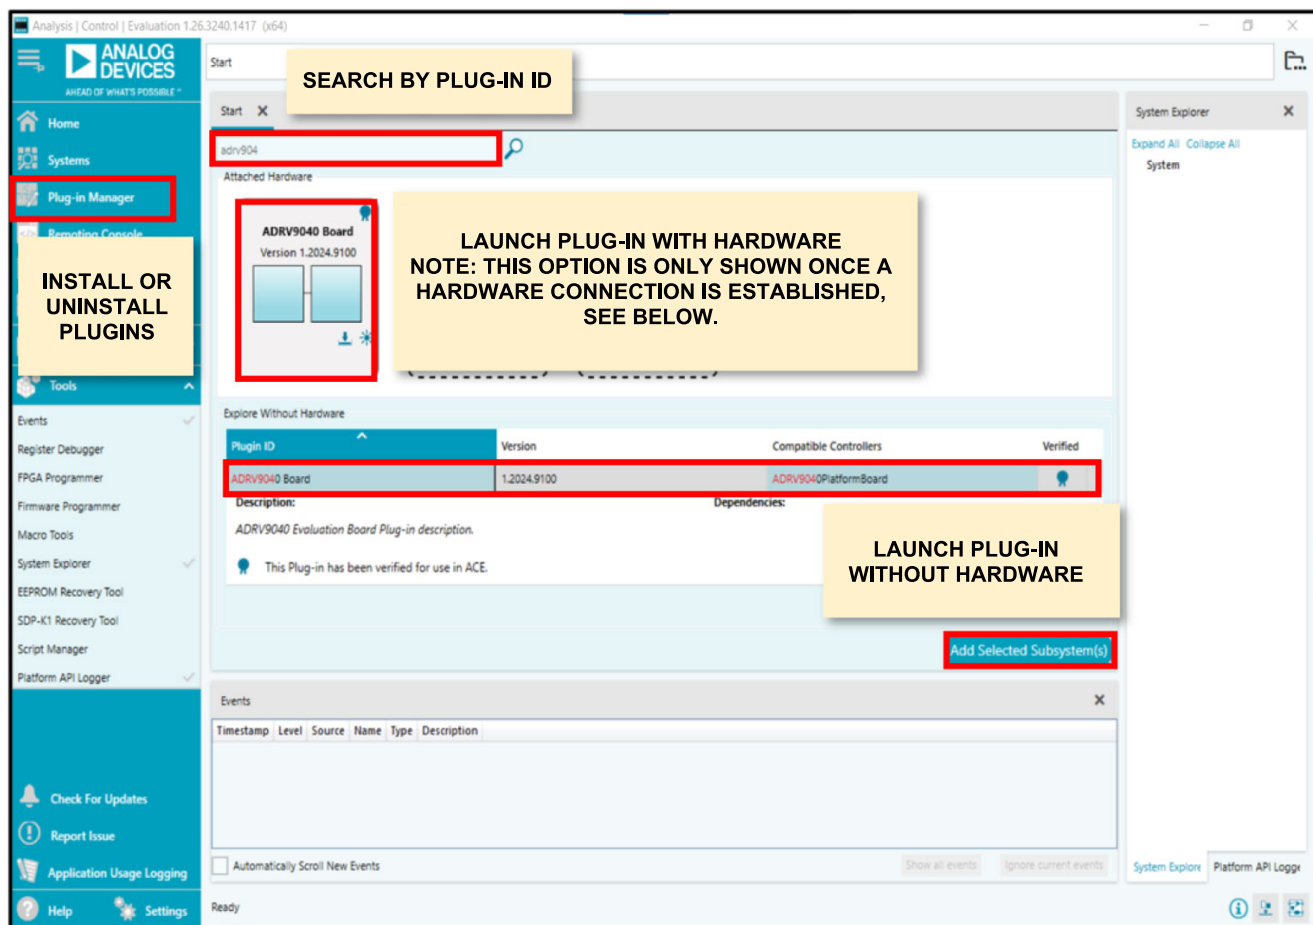 Analysis | Control | Evaluation 1.26.3240.1417 (x64)
ANALOG
DEVICES
AHEAD OF WHAT'S POSSIBLE™
Home
Systems
Plug-in Manager
Remoting Console
INSTALL OR
UNINSTALL
PLUGINS
Tools
Events
Register Debugger
FPGA Programmer
Firmware Programmer
Macro Tools
System Explorer
EEPROM Recovery Tool
SDP-K1 Recovery Tool
Script Manager
Platform API Logger
Check For Updates
Report Issue
Application Usage Logging
Help Settings
Start
SEARCH BY PLUG-IN ID
Start
adrv904
Attached Hardware
ADRV9040 Board
Version 1.2024.9100
LAUNCH PLUG-IN WITH HARDWARE
NOTE: THIS OPTION IS ONLY SHOWN ONCE A
HARDWARE CONNECTION IS ESTABLISHED,
SEE BELOW.
Explore Without Hardware
Plugin ID Version Compatible Controllers Verified
ADRV9040 Board 1.2024.9100 ADRV9040PlatformBoard
Description: Dependencies:
ADRV9040 Evaluation Board Plug-in description.
This Plug-in has been verified for use in ACE.
LAUNCH PLUG-IN
WITHOUT HARDWARE
Add Selected Subsystem(s)
Events
Timestamp Level Source Name Type Description
Automatically Scroll New Events Show all events Ignore current events
Ready
System Explorer
Expand All Collapse All
System
System Explore Platform API Logge